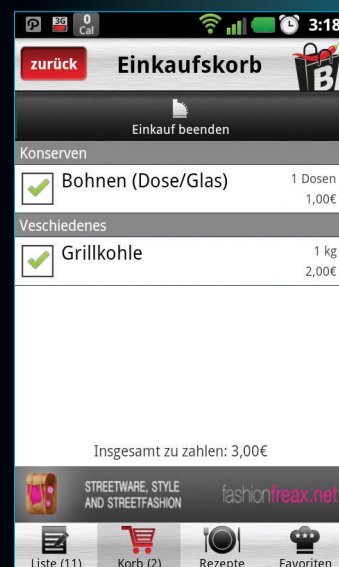 3G 0 Cal 3:18
zurück Einkaufskorb
Einkauf beenden
Konserven
Bohnen (Dose/Glas) 1 Dosen
1,00€
Veschiedenes
Grillkohle 1 kg
2,00€
Insgesamt zu zahlen: 3,00€
STREETWARE, STYLE
AND STREETFASHION
fashionfreax.net
Liste (11) Korb (2) Rezepte Favoriten